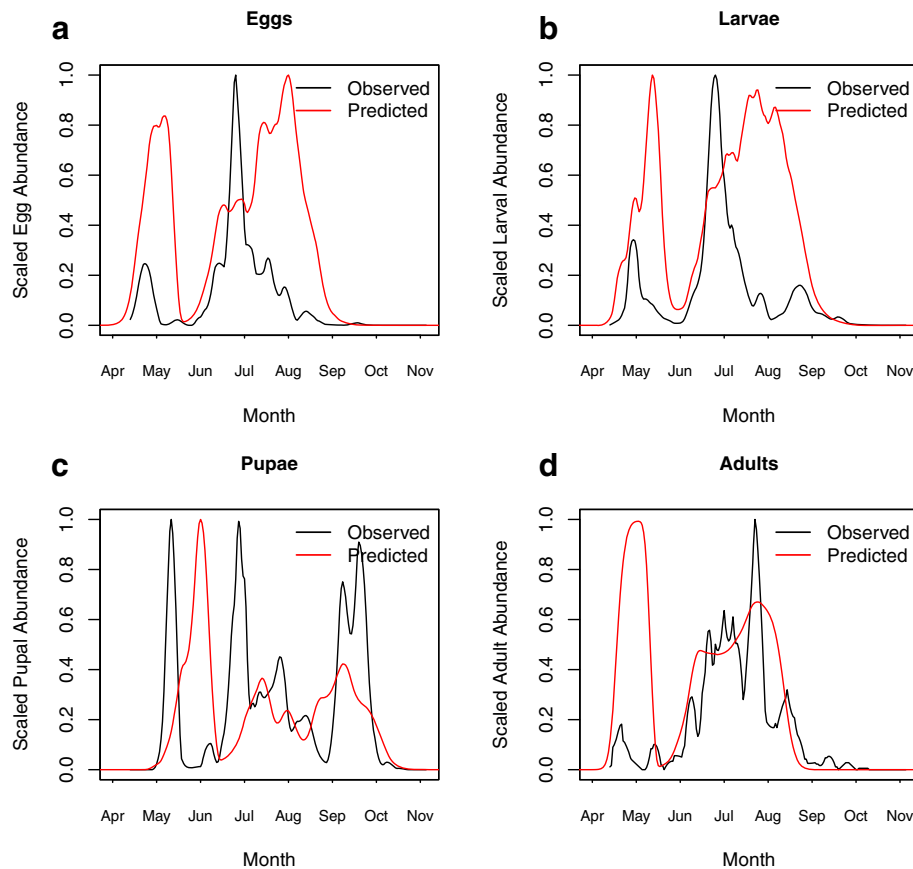 a
Eggs
Scaled Egg Abundance
1.0
0.8
0.6
0.4
0.2
0.0
Observed
Predicted
Apr May Jun Jul Aug Sep Oct Nov
Month
b
Larvae
Scaled Larval Abundance
1.0
0.8
0.6
0.4
0.2
0.0
Observed
Predicted
Apr May Jun Jul Aug Sep Oct Nov
Month
c
Pupae
Scaled Pupal Abundance
1.0
0.8
0.6
0.4
0.2
0.0
Observed
Predicted
Apr May Jun Jul Aug Sep Oct Nov
Month
d
Adults
Scaled Adult Abundance
1.0
0.8
0.6
0.4
0.2
0.0
Observed
Predicted
Apr May Jun Jul Aug Sep Oct Nov
Month